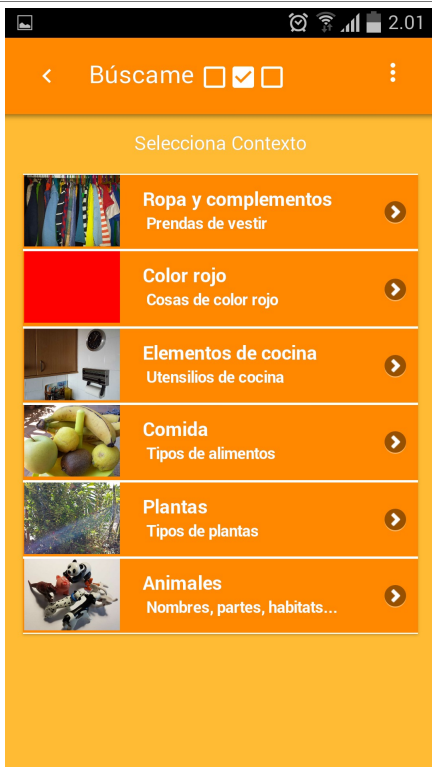 2.01
Búscame
Selecciona Contexto
Ropa y complementos
Prendas de vestir
Color rojo
Cosas de color rojo
Elementos de cocina
Utensilios de cocina
Comida
Tipos de alimentos
Plantas
Tipos de plantas
Animales
Nombres, partes, habitats...